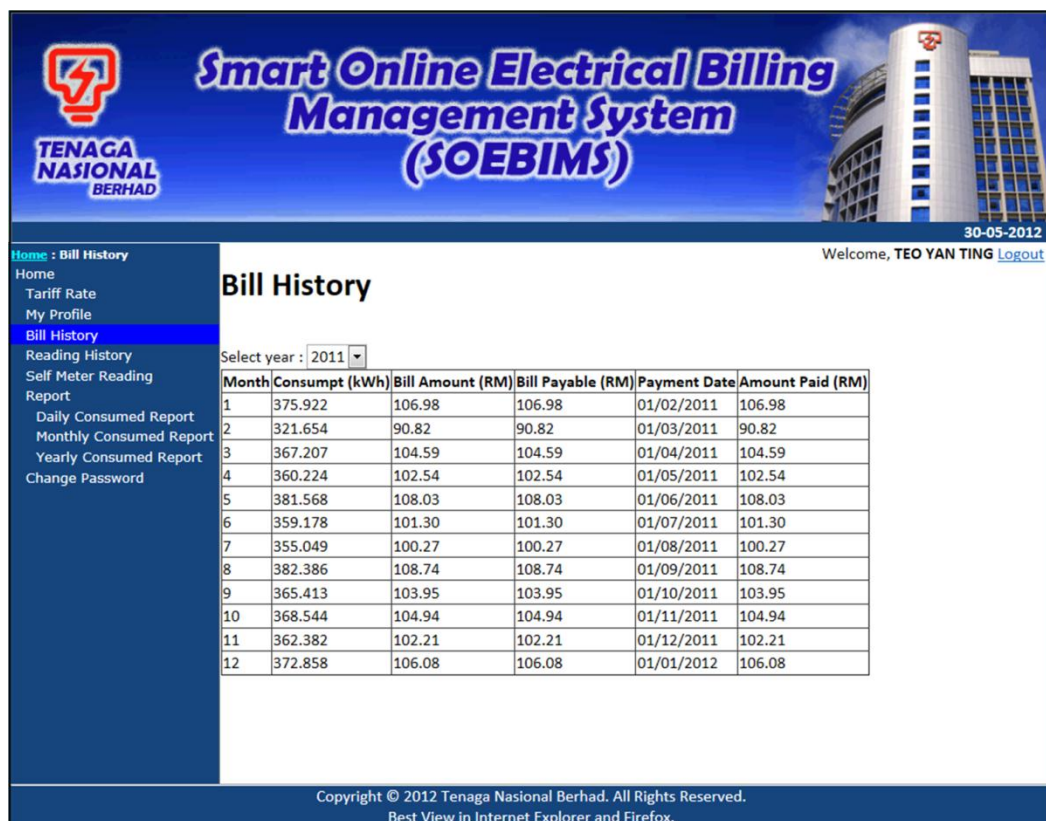 TENAGA
NASIONAL
BERHAD
Smart Online Electrical Billing
Management System
(SOEBIMS)
30-05-2012
Home : Bill History
Welcome, TEO YAN TING Logout
Home
Tariff Rate
My Profile
Bill History
Reading History
Self Meter Reading
Report
Daily Consumed Report
Monthly Consumed Report
Yearly Consumed Report
Change Password
Bill History
Select year : 2011
Month Consumpt (kWh) Bill Amount (RM) Bill Payable (RM) Payment Date Amount Paid (RM)
1 375.922 106.98 106.98 01/02/2011 106.98
2 321.654 90.82 90.82 01/03/2011 90.82
3 367.207 104.59 104.59 01/04/2011 104.59
4 360.224 102.54 102.54 01/05/2011 102.54
5 381.568 108.03 108.03 01/06/2011 108.03
6 359.178 101.30 101.30 01/07/2011 101.30
7 355.049 100.27 100.27 01/08/2011 100.27
8 382.386 108.74 108.74 01/09/2011 108.74
9 365.413 103.95 103.95 01/10/2011 103.95
10 368.544 104.94 104.94 01/11/2011 104.94
11 362.382 102.21 102.21 01/12/2011 102.21
12 372.858 106.08 106.08 01/01/2012 106.08
Copyright © 2012 Tenaga Nasional Berhad. All Rights Reserved.
Best View in Internet Explorer and Firefox.